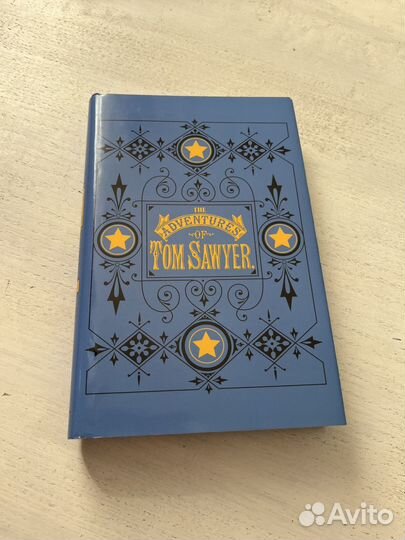 THE
ADVENTURES
OF
TOM SAWYER.
Avito